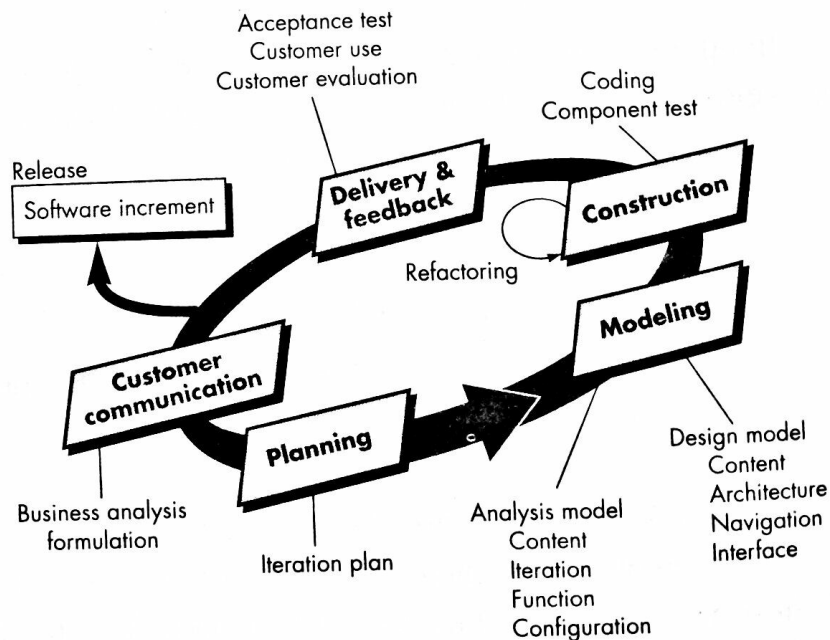 Acceptance test
Customer use
Customer evaluation
Coding
Component test
Release
Software increment
Delivery &
feedback
Construction
Refactoring
Modeling
Customer
communication
Planning
Business analysis
formulation
Iteration plan
Analysis model
Content
Iteration
Function
Configuration
Design model
Content
Architecture
Navigation
Interface